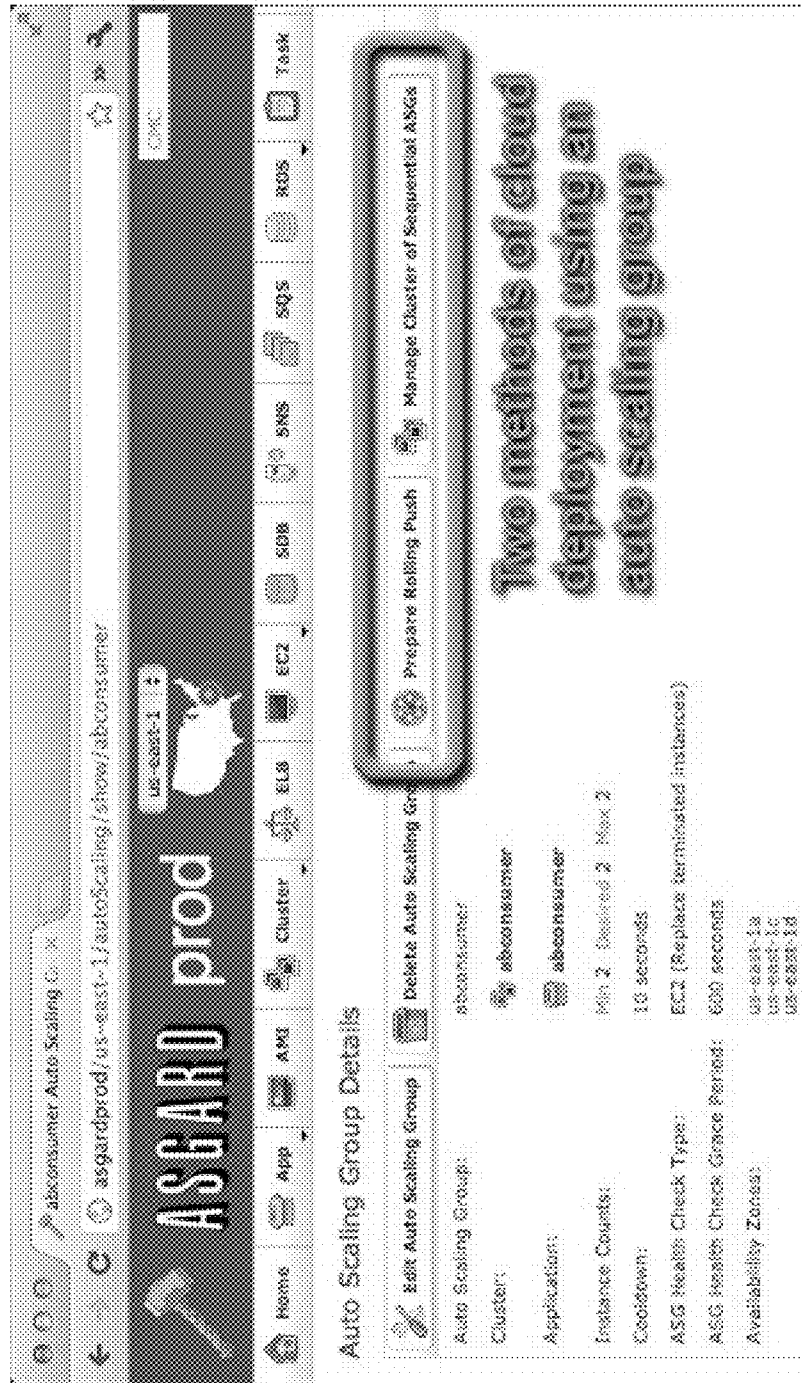 abconsumer Auto Scaling G. ×
asgardprod/us-east-1/autoScaling/show/abconsumer
ASGARD prod
us-east-1
CMC
Home
App
AMI
Cluster
ELB
EC2
SDB
SNS
SQS
RDS
Task
Auto Scaling Group Details
Edit Auto Scaling Group
Delete Auto Scaling Gro
Prepare Rolling Push
Manage Cluster of Sequential ASGs
Two methods of cloud
deployment using an
auto scaling group
Auto Scaling Group: abconsumer
Cluster: abconsumer
Application: abconsumer
Instance Counts: Min 2 Desired 2 Max 2
Cooldown: 10 seconds
ASG Health Check Type: EC2 (Replace terminated instances)
ASG Health Check Grace Period: 600 seconds
Availability Zones: us-east-1a
us-east-1c
us-east-1d